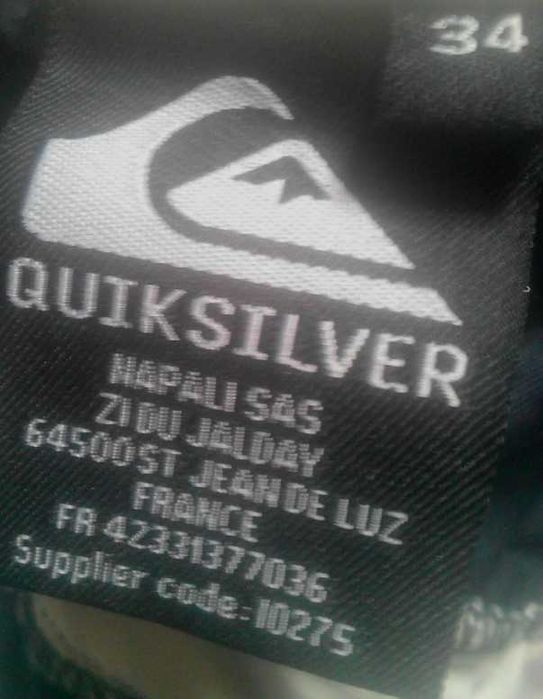 34
QUIKSILVER
NAPALI SAS
ZI DU JALDAY
64500 ST JEAN DE LUZ
FRANCE
FR 42331377036
Supplier code: 10275